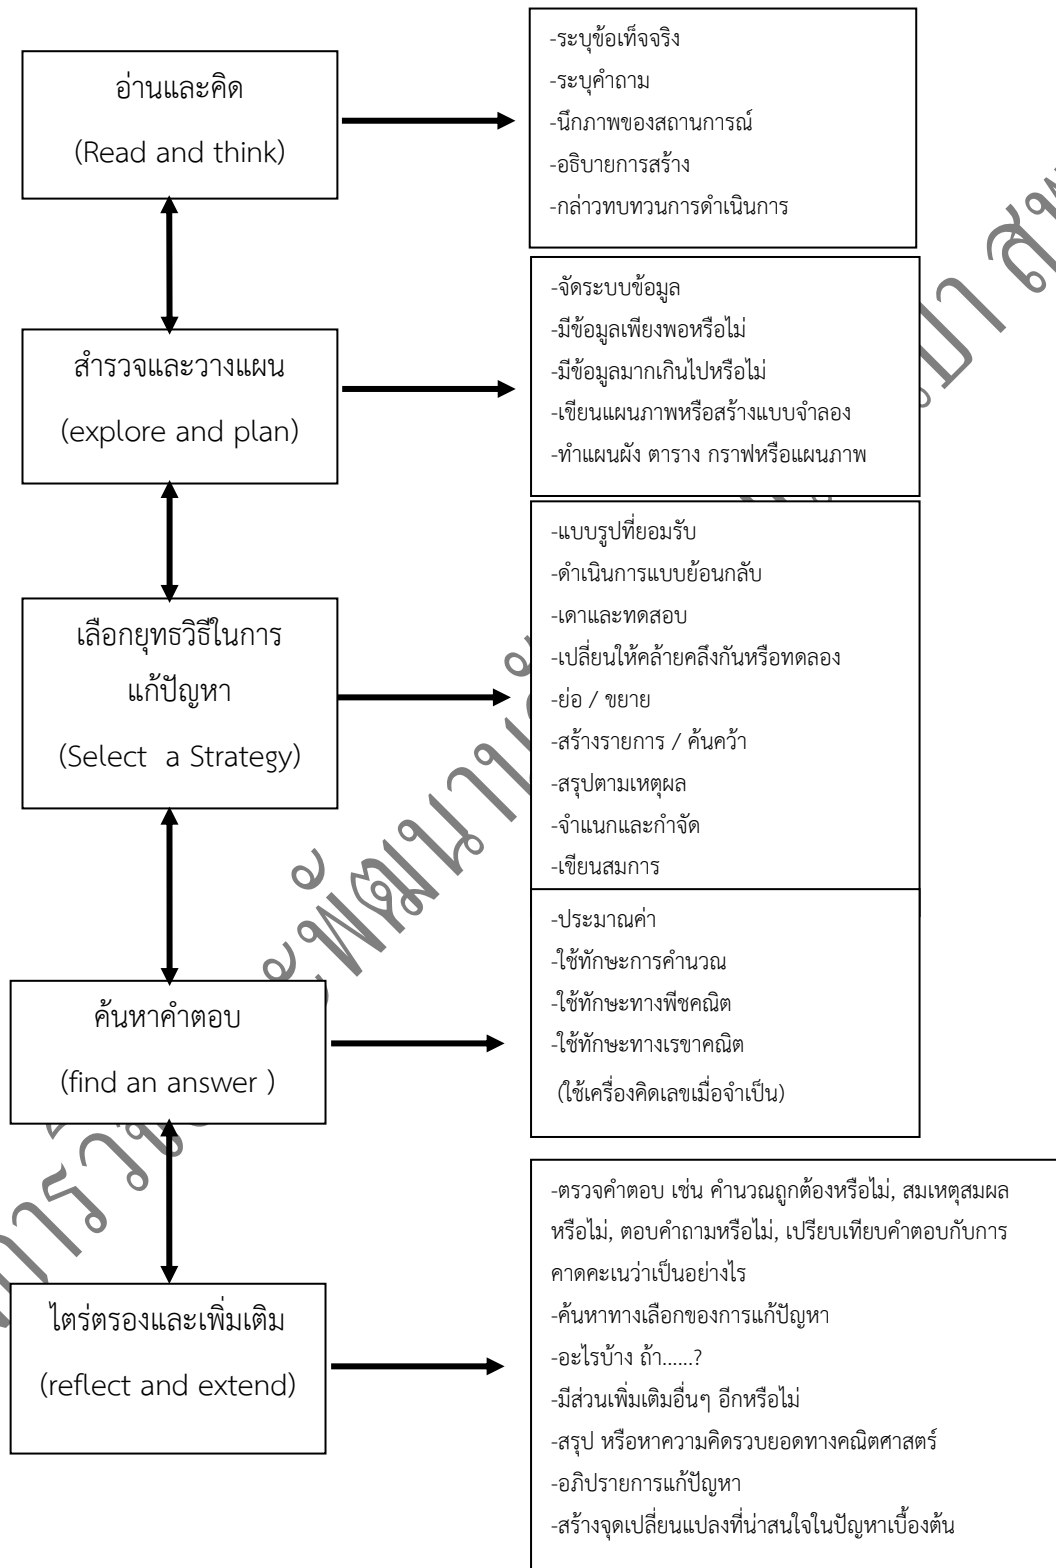 อ่านและคิด
(Read and think)
-ระบุข้อเท็จจริง
-ระบุคำถาม
-นึกภาพของสถานการณ์
-อธิบายการสร้าง
-กล่าวทบทวนการดำเนินการ
สำรวจและวางแผน
(explore and plan)
-จัดระบบข้อมูล
-มีข้อมูลเพียงพอหรือไม่
-มีข้อมูลมากเกินไปหรือไม่
-เขียนแผนภาพหรือสร้างแบบจำลอง
-ทำแผนผัง ตาราง กราฟหรือแผนภาพ
เลือกยุทธวิธีในการ
แก้ปัญหา
(Select a Strategy)
-แบบรูปที่ยอมรับ
-ดำเนินการแบบย้อนกลับ
-เดาและทดสอบ
-เปลี่ยนให้คล้ายคลึงกันหรือทดลอง
-ย่อ / ขยาย
-สร้างรายการ / ค้นคว้า
-สรุปตามเหตุผล
-จำแนกและกำจัด
-เขียนสมการ
ค้นหาคำตอบ
(find an answer )
-ประมาณค่า
-ใช้ทักษะการคำนวณ
-ใช้ทักษะทางพีชคณิต
-ใช้ทักษะทางเรขาคณิต
(ใช้เครื่องคิดเลขเมื่อจำเป็น)
ไตร่ตรองและเพิ่มเติม
(reflect and extend)
-ตรวจคำตอบ เช่น คำนวณถูกต้องหรือไม่, สมเหตุสมผล
หรือไม่, ตอบคำถามหรือไม่, เปรียบเทียบคำตอบกับการ
คาดคะเนว่าเป็นอย่างไร
-ค้นหาทางเลือกของการแก้ปัญหา
-อะไรบ้าง ถ้า......?
-มีส่วนเพิ่มเติมอื่นๆ อีกหรือไม่
-สรุป หรือหาความคิดรวบยอดทางคณิตศาสตร์
-อภิปรายการแก้ปัญหา
-สร้างจุดเปลี่ยนแปลงที่น่าสนใจในปัญหาเบื้องต้น